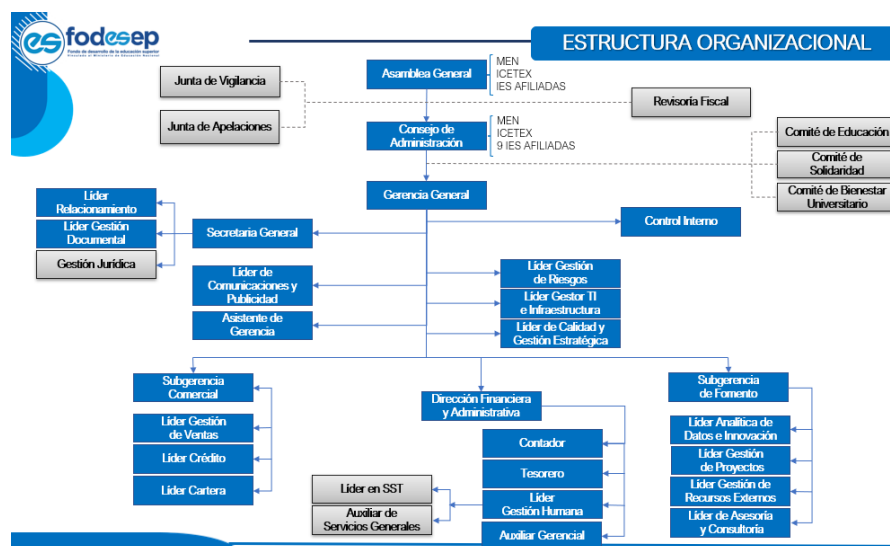 es fodesep
Fondo de desarrollo de la educación superior
ESTRUCTURA ORGANIZACIONAL
Asamblea General
MEN
ICETEX
IES AFILIADAS
Junta de Vigilancia
Revisoría Fiscal
Junta de Apelaciones
Consejo de
Administración
MEN
ICETEX
9 IES AFILIADAS
Comité de Educación
Comité de
Solidaridad
Comité de Bienestar
Universitario
Gerencia General
Líder
Relacionamiento
Líder Gestión
Documental
Gestión Jurídica
Secretaria General
Control Interno
Líder de
Comunicaciones y
Publicidad
Asistente de
Gerencia
Líder Gestión
de Riesgos
Líder Gestor TI
e Infraestructura
Líder de Calidad y
Gestión Estratégica
Subgerencia
Comercial
Líder Gestión
de Ventas
Líder Crédito
Líder Cartera
Dirección Financiera
y Administrativa
Contador
Tesorero
Líder
Gestión Humana
Auxiliar Gerencial
Líder en SST
Auxiliar de
Servicios Generales
Subgerencia
de Fomento
Líder Analítica de
Datos e Innovación
Líder Gestión
de Proyectos
Líder Gestión de
Recursos Externos
Líder de Asesoría
y Consultoría